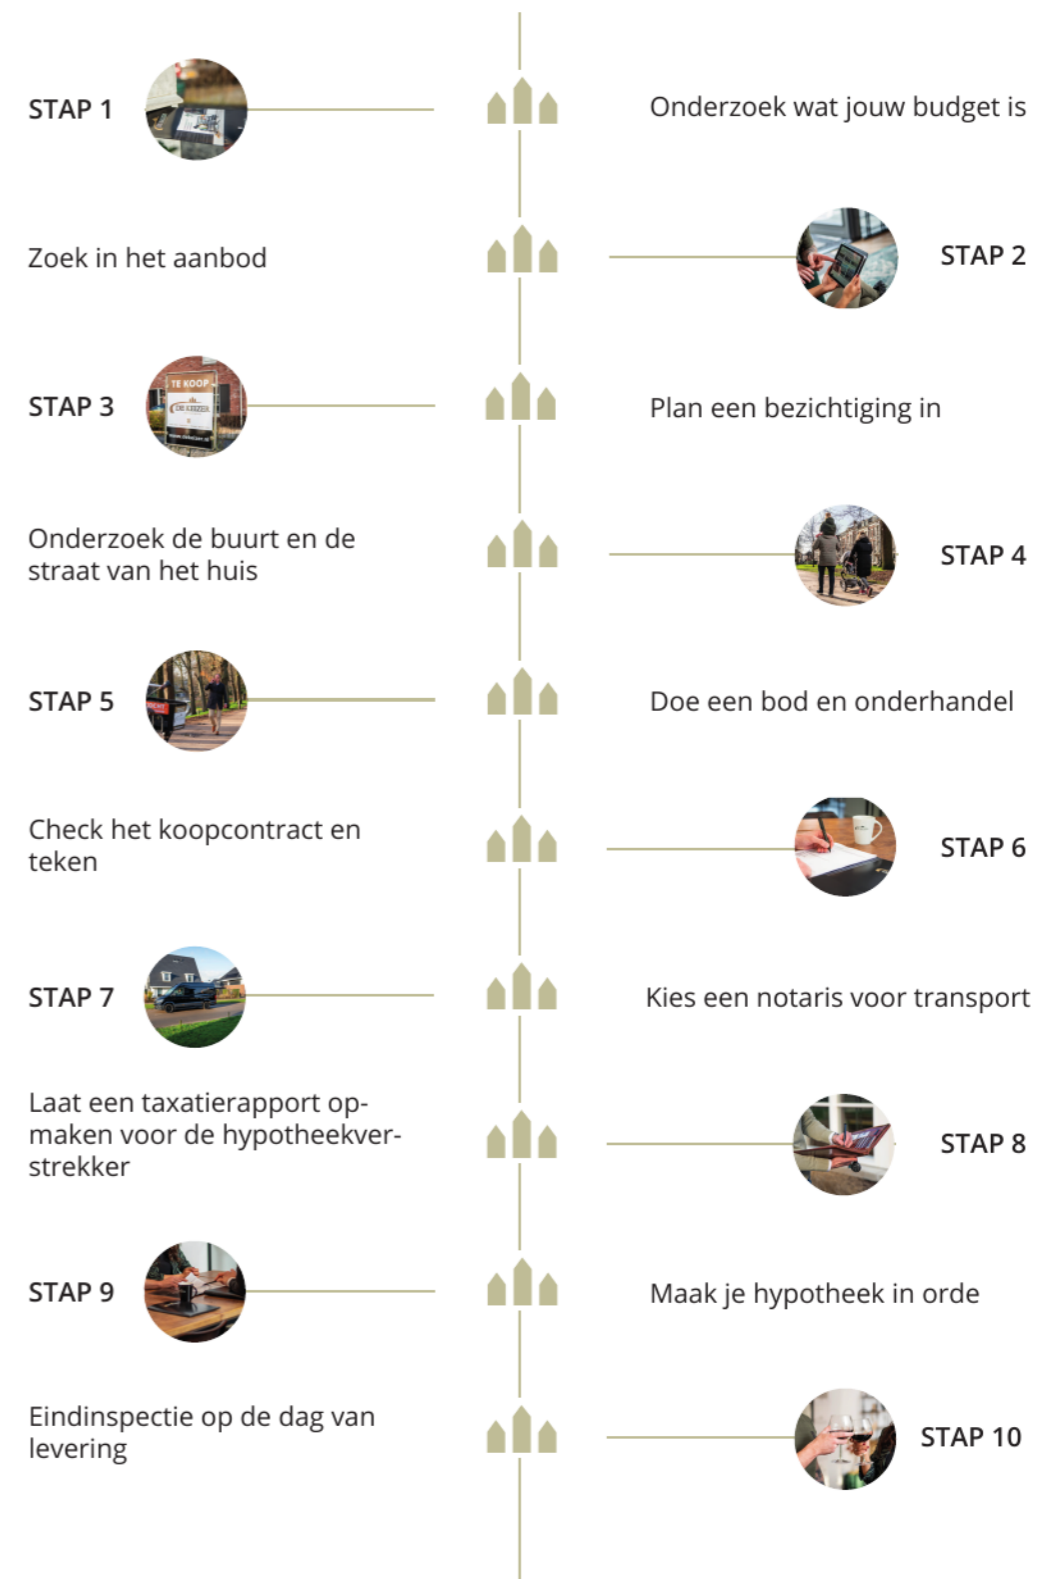 STAP 1
Onderzoek wat jouw budget is
Zoek in het aanbod
STAP 2
STAP 3
TE KOOP
DE KEIZER
Plan een bezichtiging in
Onderzoek de buurt en de
straat van het huis
STAP 4
STAP 5
Doe een bod en onderhandel
Check het koopcontract en
teken
STAP 6
STAP 7
Kies een notaris voor transport
Laat een taxatierapport op-
maken voor de hypotheekver-
strekker
STAP 8
STAP 9
Maak je hypotheek in orde
Eindinspectie op de dag van
levering
STAP 10